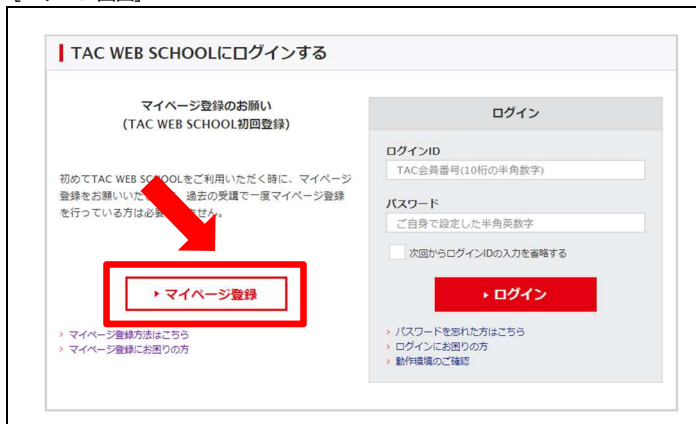 TAC WEB SCHOOLにログインする
マイページ登録のお願い
(TAC WEB SCHOOL初回登録)
初めてTAC WEB SCHOOLをご利用いただく時に、マイページ
登録をお願いいた 過去の受講で一度マイページ登録
を行っている方は必要 せん。
マイページ登録
マイページ登録方法はこちら
マイページ登録にお困りの方
ログイン
ログインID
TAC会員番号(10桁の半角数字)
パスワード
ご自身で設定した半角英数字
次回からログインIDの入力を省略する
ログイン
パスワードを忘れた方はこちら
ログインにお困りの方
動作環境のご確認